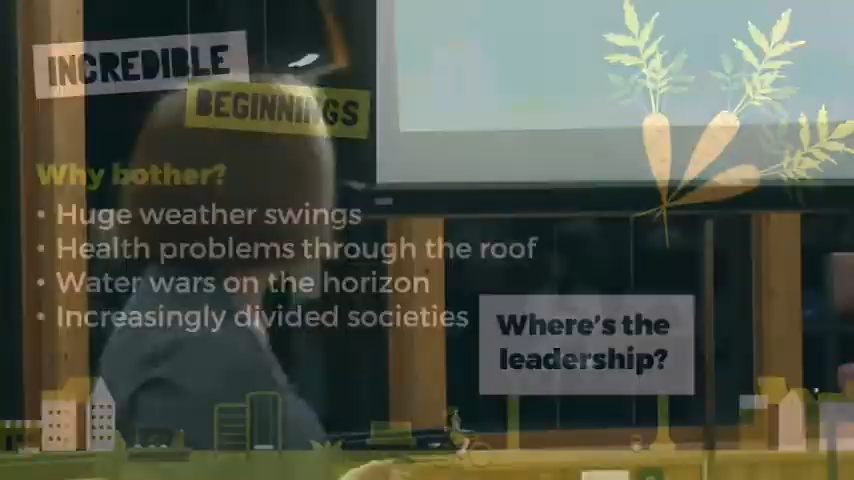 INCREDIBLE
BEGINNINGS
Why bother?
• Huge weather swings
• Health problems through the roof
• Water wars on the horizon
• Increasingly divided societies
Where's the
leadership?